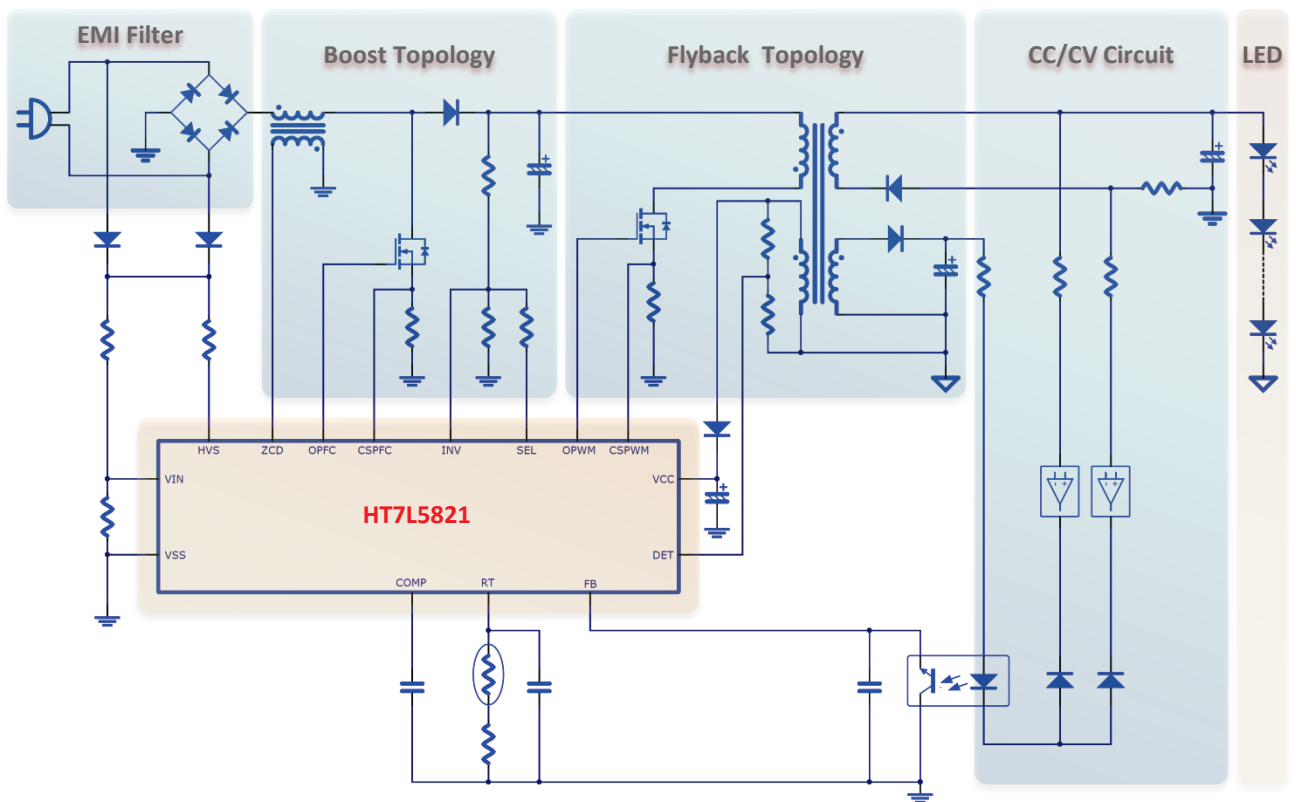 EMI Filter
Boost Topology
Flyback Topology
CC/CV Circuit
LED
HVS
ZCD
OPFC
CSPFC
INV
SEL
OPWM
CSPWM
VIN
VCC
HT7L5821
VSS
DET
COMP
RT
FB